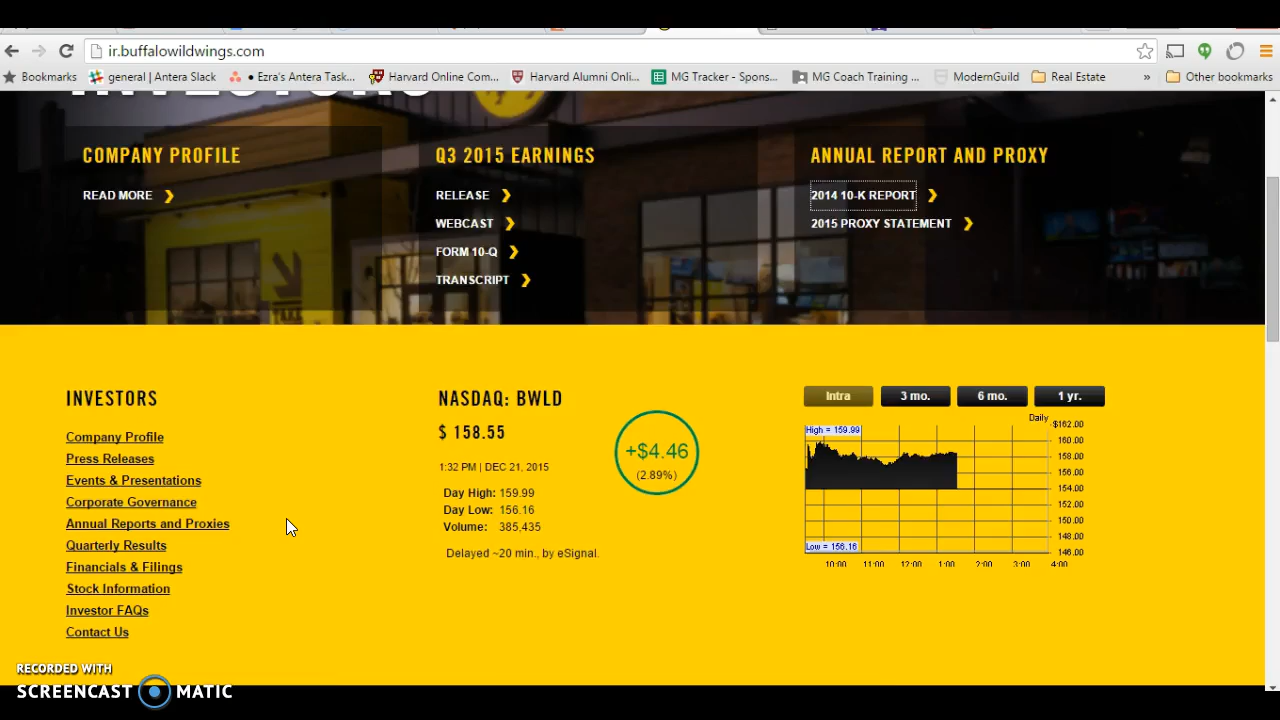 ir.buffalowildwings.com
Bookmarks
general | Antera Slack
• Ezra's Antera Task...
Harvard Online Com...
Harvard Alumni Onli...
MG Tracker - Spons...
MG Coach Training ...
ModernGuild
Real Estate
»
Other bookmarks
INVESTORS
COMPANY PROFILE
READ MORE
Q3 2015 EARNINGS
RELEASE
WEBCAST
FORM 10-Q
TRANSCRIPT
ANNUAL REPORT AND PROXY
2014 10-K REPORT
2015 PROXY STATEMENT
INVESTORS
Company Profile
Press Releases
Events & Presentations
Corporate Governance
Annual Reports and Proxies
Quarterly Results
Financials & Filings
Stock Information
Investor FAQs
Contact Us
NASDAQ: BWLD
$ 158.55
1:32 PM | DEC 21, 2015
Day High: 159.99
Day Low: 156.16
Volume: 385,435
Delayed ~20 min., by eSignal.
+$4.46
(2.89%)
Intra
3 mo.
6 mo.
1 yr.
Daily
High = 159.99
Low = 156.16
$162.00
160.00
158.00
156.00
154.00
152.00
150.00
148.00
146.00
10:00 11:00 12:00 1:00 2:00 3:00 4:00
RECORDED WITH
SCREENCAST MATIC